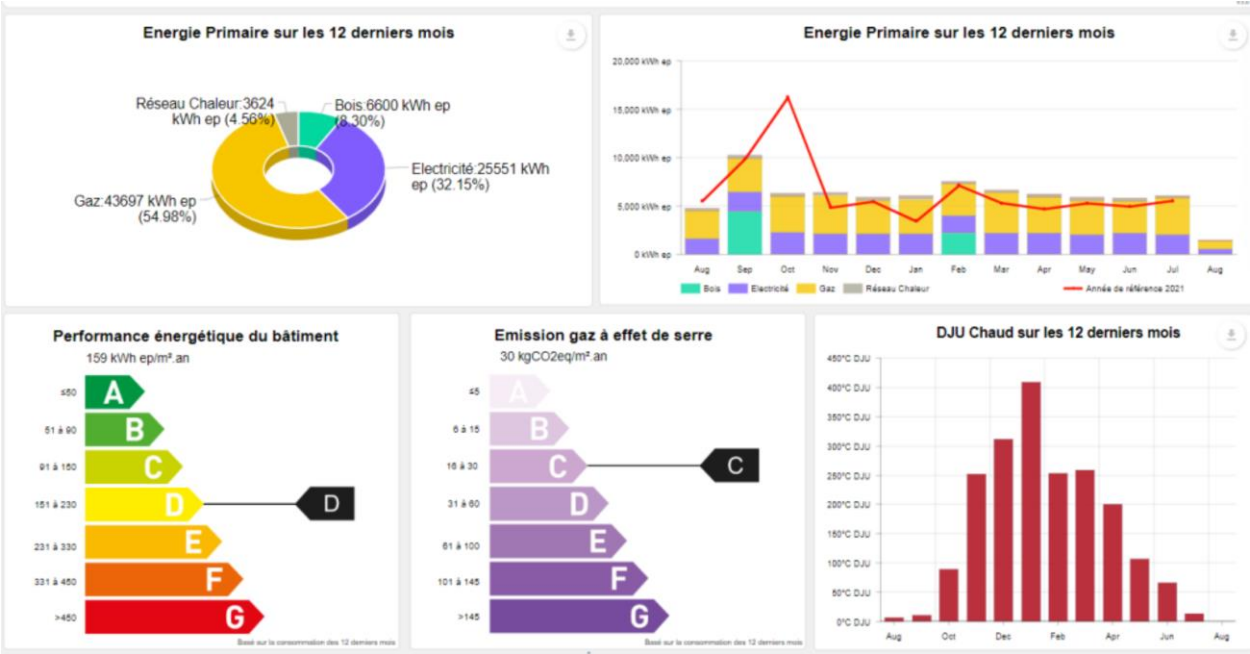 Energie Primaire sur les 12 derniers mois
Réseau Chaleur:3624
kWh ep (4.56%)
Bois:6600 kWh ep
(8.30%)
Electricité:25551 kWh
ep (32.15%)
Gaz:43697 kWh ep
(54.98%)
Energie Primaire sur les 12 derniers mois
20,000 kWh ep
15,000 kWh ep
10,000 kWh ep
5,000 kWh ep
0 kWh ep
Aug Sep Oct Nov Dec Jan Feb Mar Apr May Jun Jul Aug
Bois Electricité Gaz Réseau Chaleur Année de référence 2021
Performance énergétique du bâtiment
159 kWh ep/m².an
≤50 A
51 à 90 B
91 à 150 C
151 à 230 D D
231 à 330 E
331 à 450 F
>450 G
Basé sur la consommation des 12 derniers mois
Emission gaz à effet de serre
30 kgCO2eq/m².an
≤5 A
6 à 15 B
16 à 30 C C
31 à 60 D
61 à 100 E
101 à 145 F
>145 G
Basé sur la consommation des 12 derniers mois
DJU Chaud sur les 12 derniers mois
450°C DJU
400°C DJU
350°C DJU
300°C DJU
250°C DJU
200°C DJU
150°C DJU
100°C DJU
50°C DJU
0°C DJU
Aug Oct Dec Feb Apr Jun Aug